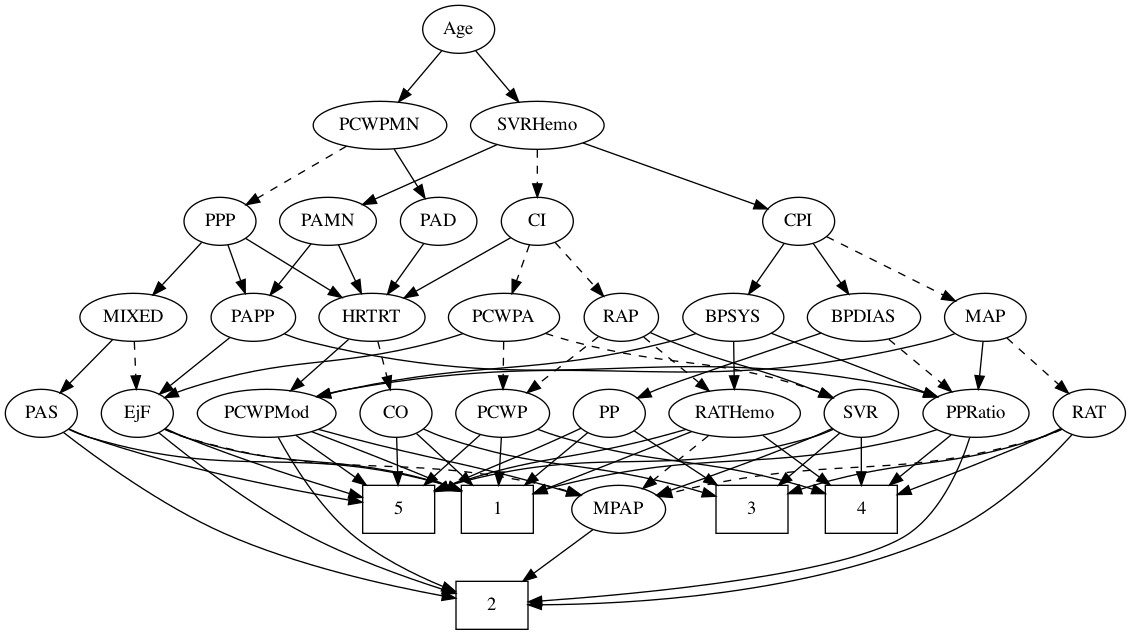 Age
PCWPMN
SVRHemo
PPP
PAMN
PAD
CI
CPI
MIXED
PAPP
HRTRT
PCWPA
RAP
BPSYS
BPDIAS
MAP
PAS
EjF
PCWPMod
CO
PCWP
PP
RATHemo
SVR
PPRatio
RAT
5
1
MPAP
3
4
2